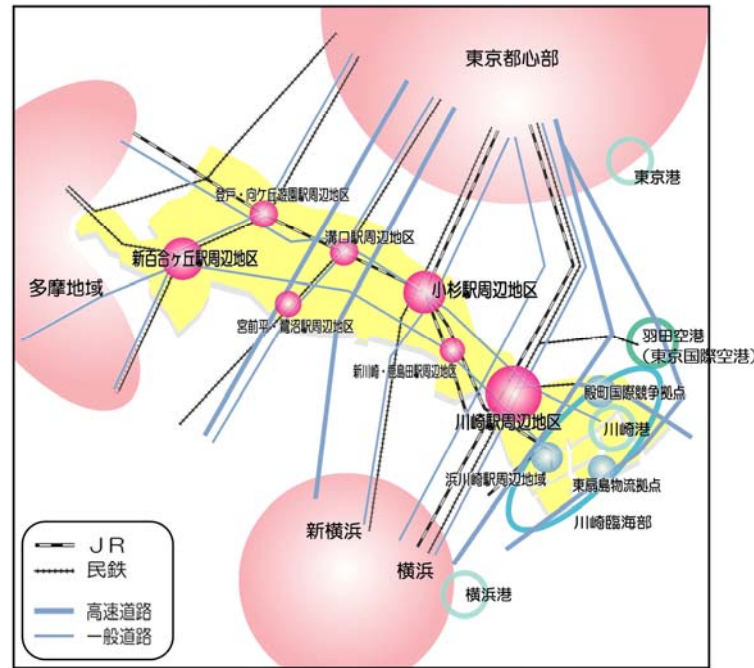 東京都心部
東京港
登戸・向ケ丘遊園駅周辺地区
溝口駅周辺地区
新百合ヶ丘駅周辺地区
多摩地域
小杉駅周辺地区
宮前平・鷺沼駅周辺地区
羽田空港
(東京国際空港)
新川崎・鹿島田駅周辺地区
殿町国際競争拠点
川崎駅周辺地区
川崎港
浜川崎駅周辺地域
東扇島物流拠点
川崎臨海部
新横浜
横浜
横浜港
JR
民鉄
高速道路
一般道路